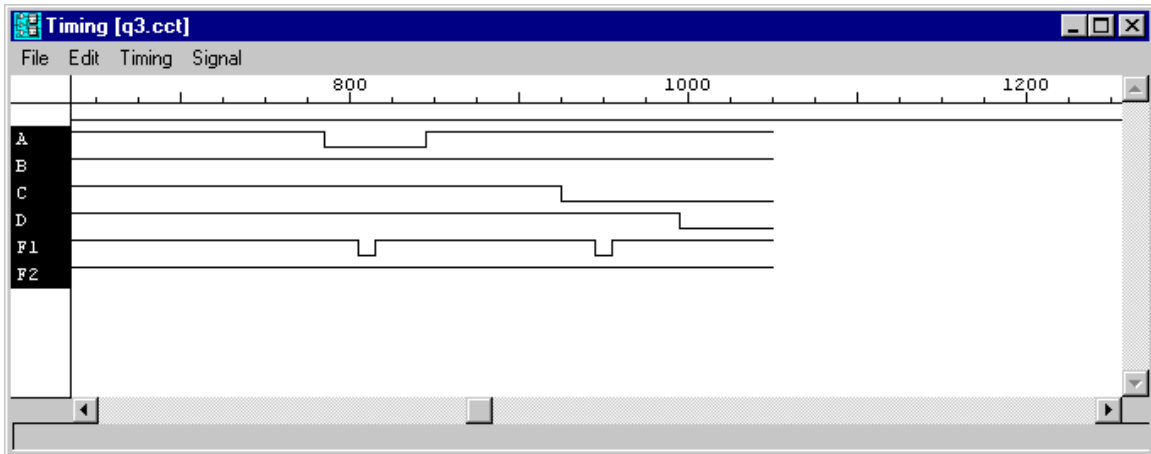 Timing [q3.cct]
File Edit Timing Signal
800 1000 1200
A
B
C
D
F1
F2